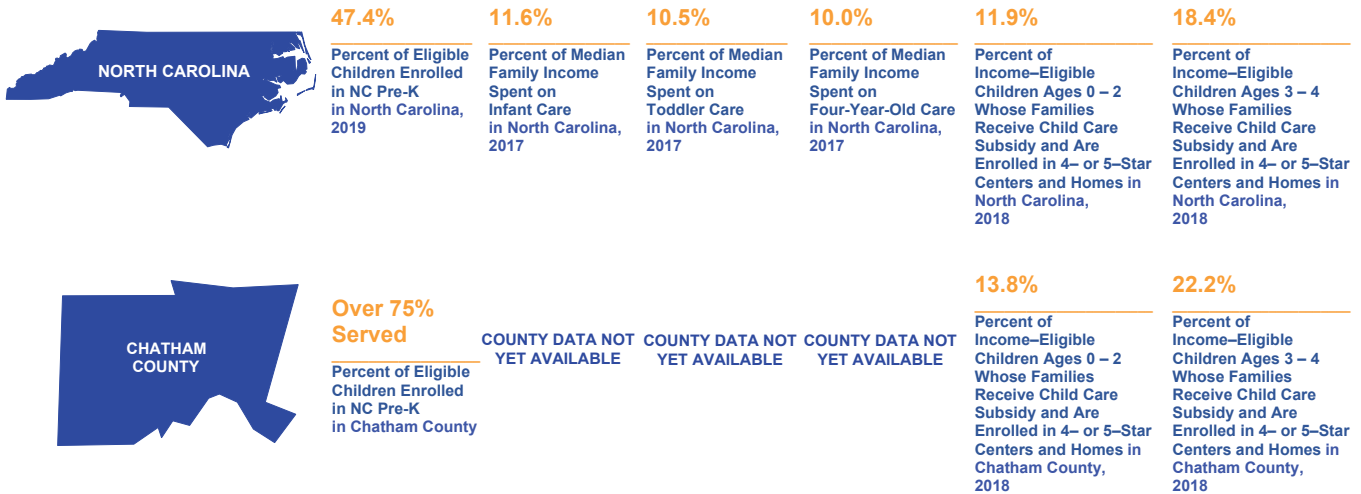 NORTH CAROLINA
47.4%
Percent of Eligible
Children Enrolled
in NC Pre-K
in North Carolina,
2019
11.6%
Percent of Median
Family Income
Spent on
Infant Care
in North Carolina,
2017
10.5%
Percent of Median
Family Income
Spent on
Toddler Care
in North Carolina,
2017
10.0%
Percent of Median
Family Income
Spent on
Four-Year-Old Care
in North Carolina,
2017
11.9%
Percent of
Income–Eligible
Children Ages 0 – 2
Whose Families
Receive Child Care
Subsidy and Are
Enrolled in 4– or 5–Star
Centers and Homes in
North Carolina,
2018
18.4%
Percent of
Income–Eligible
Children Ages 3 – 4
Whose Families
Receive Child Care
Subsidy and Are
Enrolled in 4– or 5–Star
Centers and Homes in
North Carolina,
2018
CHATHAM
COUNTY
Over 75%
Served
Percent of Eligible
Children Enrolled
in NC Pre-K
in Chatham County
COUNTY DATA NOT
YET AVAILABLE
COUNTY DATA NOT
YET AVAILABLE
COUNTY DATA NOT
YET AVAILABLE
13.8%
Percent of
Income–Eligible
Children Ages 0 – 2
Whose Families
Receive Child Care
Subsidy and Are
Enrolled in 4– or 5–Star
Centers and Homes in
Chatham County,
2018
22.2%
Percent of
Income–Eligible
Children Ages 3 – 4
Whose Families
Receive Child Care
Subsidy and Are
Enrolled in 4– or 5–Star
Centers and Homes in
Chatham County,
2018